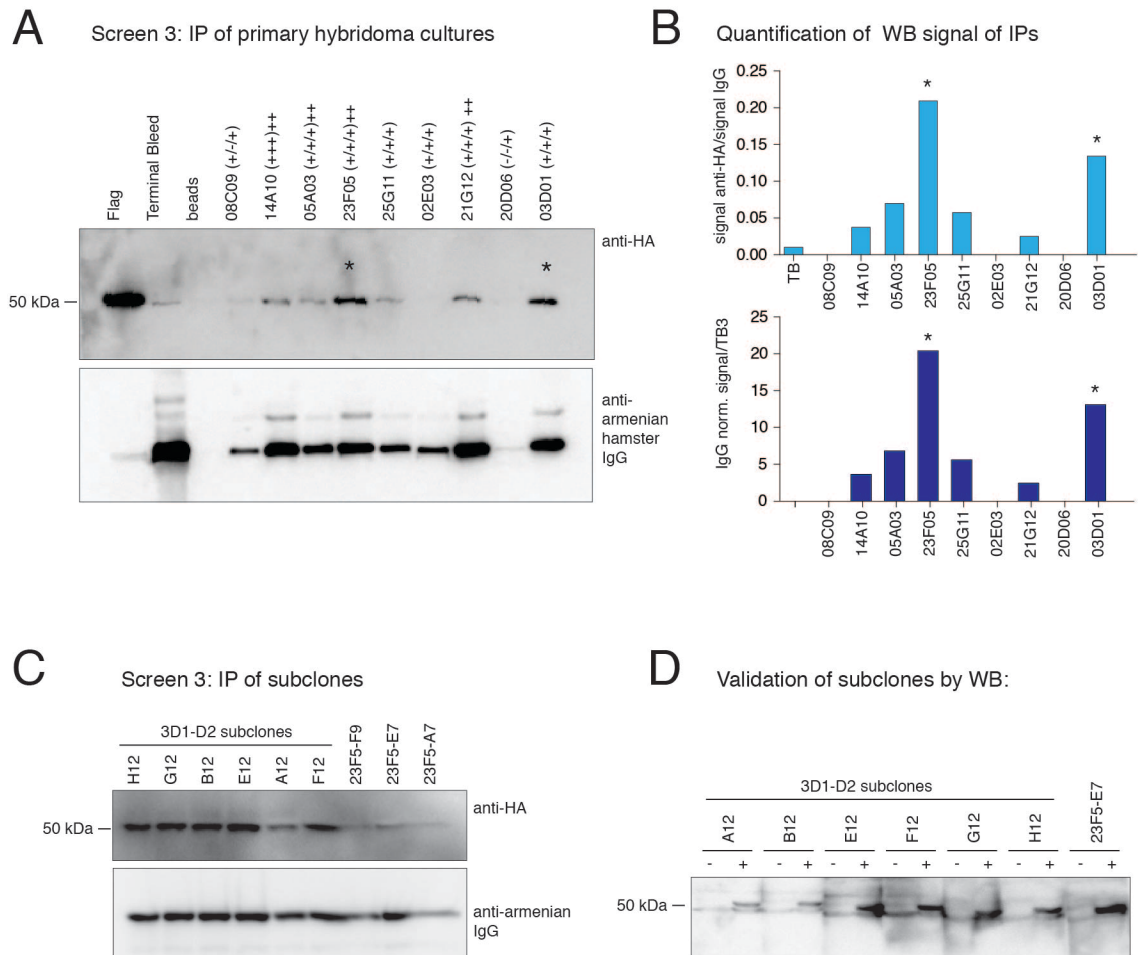 A
Screen 3: IP of primary hybridoma cultures
Flag
Terminal Bleed
beads
08C09 (+/-/+)
14A10 (+++)++
05A03 (+/+/+)++
23F05 (+/+/+)++
25G11 (+/+/+)
02E03 (+/+/+)
21G12 (+/+/+) ++
20D06 (-/-/+)
03D01 (+/+/+)
anti-HA
* *
50 kDa
anti-
armenian
hamster
IgG
B
Quantification of WB signal of IPs
signal anti-HA/signal IgG
0.25
0.20
0.15
0.10
0.05
0.00
* *
TB
08C09
14A10
05A03
23F05
25G11
02E03
21G12
20D06
03D01
IgG norm. signal/TB3
25
20
15
10
5
0
* *
08C09
14A10
05A03
23F05
25G11
02E03
21G12
20D06
03D01
C
Screen 3: IP of subclones
3D1-D2 subclones
H12
G12
B12
E12
A12
F12
23F5-F9
23F5-E7
23F5-A7
anti-HA
50 kDa
anti-armenian
IgG
D
Validation of subclones by WB:
3D1-D2 subclones
A12
B12
E12
F12
G12
H12
23F5-E7
- + - + - + - + - + - + - +
50 kDa